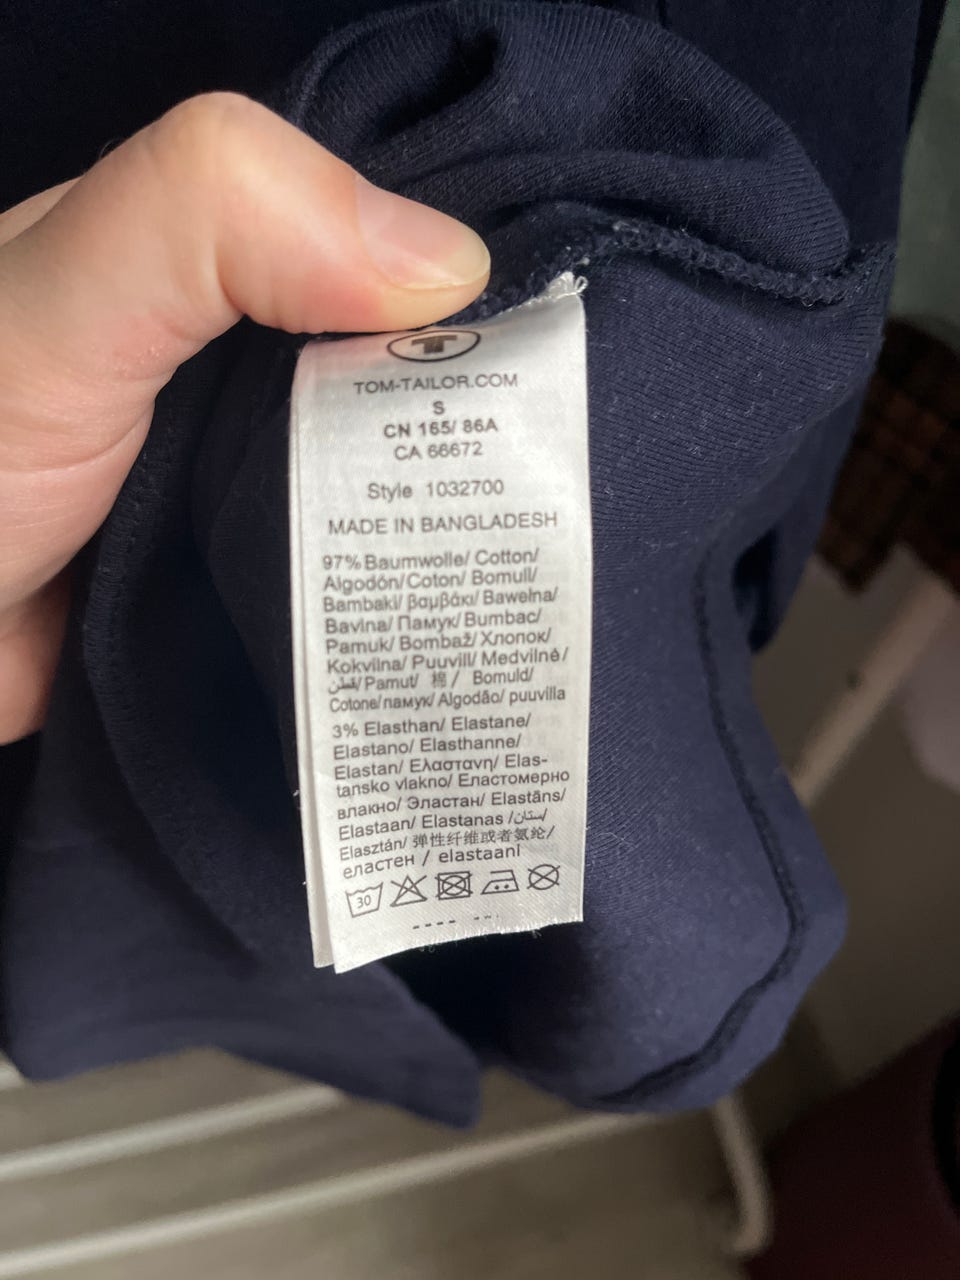 T
TOM-TAILOR.COM
S
CN 165/ 86A
CA 66672
Style 1032700
MADE IN BANGLADESH
97% Baumwolle/ Cotton/
Algodón/ Coton/ Bomull/
Bambaki/ βαμβάκι/ Bawełna/
Bavlna/ Памук/ Bumbac/
Pamuk/ Bombaž/ Хлопок/
Kokvilna/ Puuvill/ Medvilnė/
قطن/ Pamut/ 棉 / Bomuld/
Cotone/ памук/ Algodão/ puuvilla
3% Elasthan/ Elastane/
Elastano/ Elasthanne/
Elastan/ Ελαστανη/ Elas-
tansko vlakno/ Еластомерно
влакно/ Эластан/ Elastāns/
Elastaan/ Elastanas /ستان/
Elasztán/ 弹性纤维或者氨纶/
еластен / elastaani
30